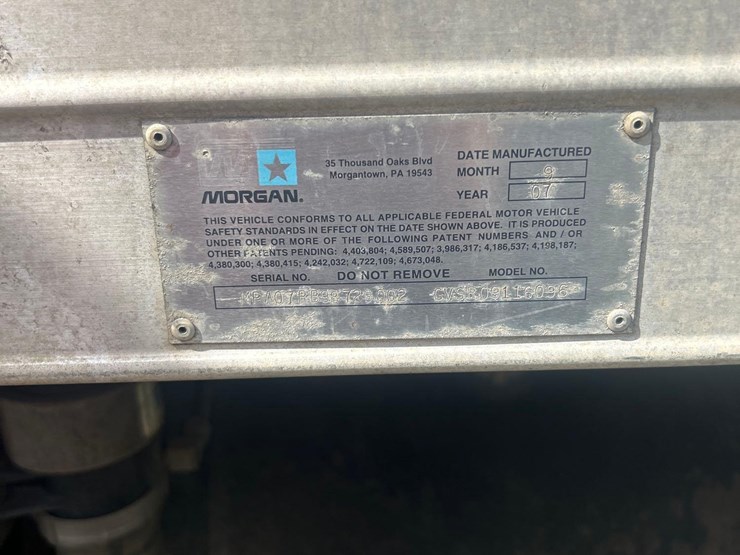 MORGAN.
35 Thousand Oaks Blvd
Morgantown, PA 19543
DATE MANUFACTURED
MONTH 9
YEAR 07
THIS VEHICLE CONFORMS TO ALL APPLICABLE FEDERAL MOTOR VEHICLE
SAFETY STANDARDS IN EFFECT ON THE DATE SHOWN ABOVE. IT IS PRODUCED
UNDER ONE OR MORE OF THE FOLLOWING PATENT NUMBERS AND / OR
OTHER PATENTS PENDING: 4,403,804; 4,589,507; 3,986,317; 4,186,537; 4,198,187;
4,380,300; 4,380,415; 4,242,032; 4,722,109; 4,673,048.
SERIAL NO. DO NOT REMOVE MODEL NO.